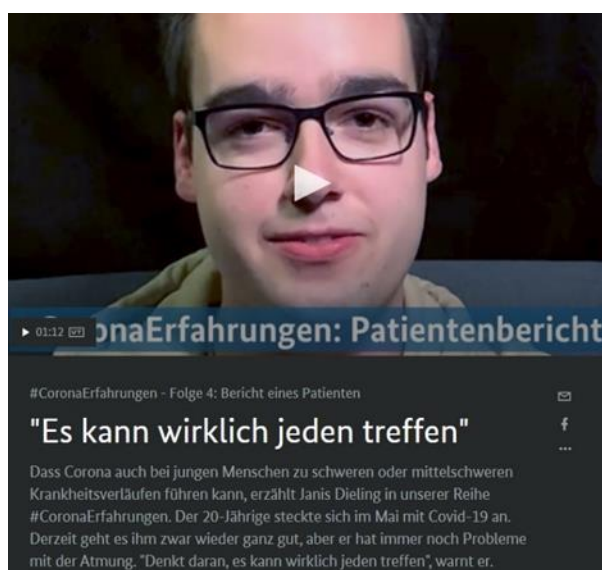 01:12 UT
onaErfahrungen: Patientenbericht
#CoronaErfahrungen - Folge 4: Bericht eines Patienten
"Es kann wirklich jeden treffen"
Dass Corona auch bei jungen Menschen zu schweren oder mittelschweren
Krankheitsverläufen führen kann, erzählt Janis Dieling in unserer Reihe
#CoronaErfahrungen. Der 20-Jährige steckte sich im Mai mit Covid-19 an.
Derzeit geht es ihm zwar wieder ganz gut, aber er hat immer noch Probleme
mit der Atmung. "Denkt daran, es kann wirklich jeden treffen", warnt er.